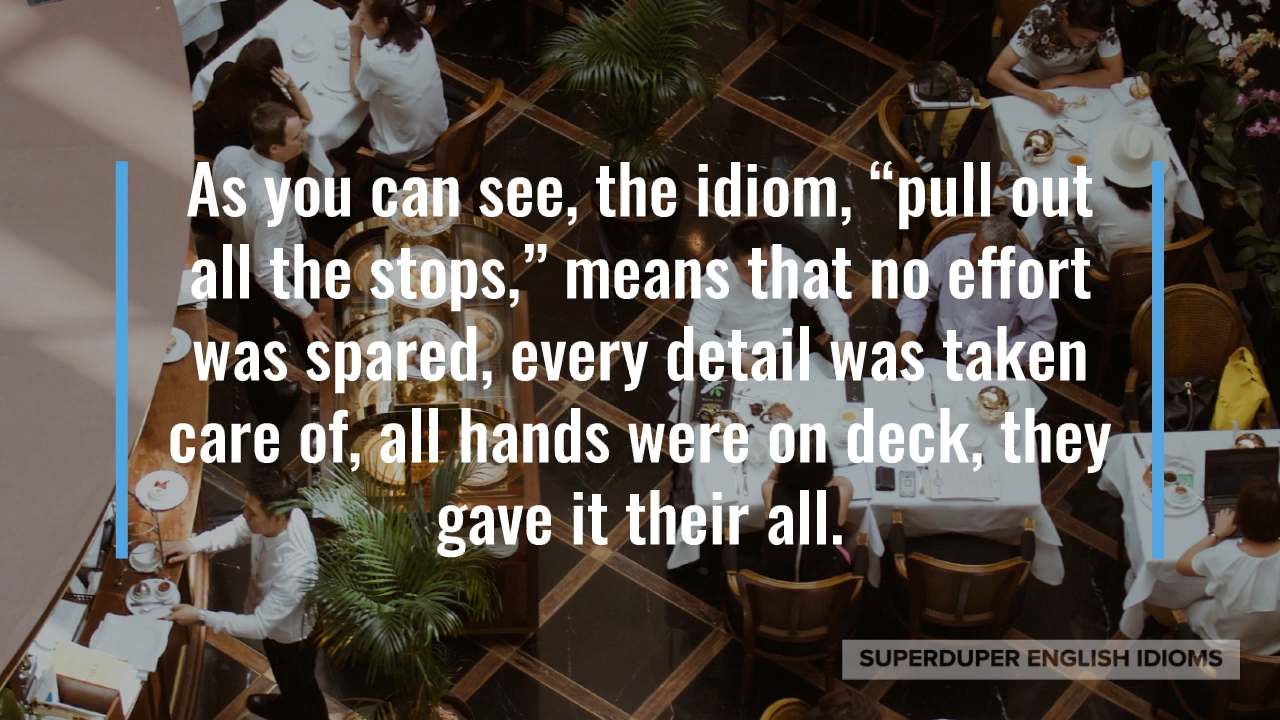 As you can see, the idiom, “pull out
all the stops,” means that no effort
was spared, every detail was taken
care of, all hands were on deck, they
gave it their all.
SUPERDUPER ENGLISH IDIOMS